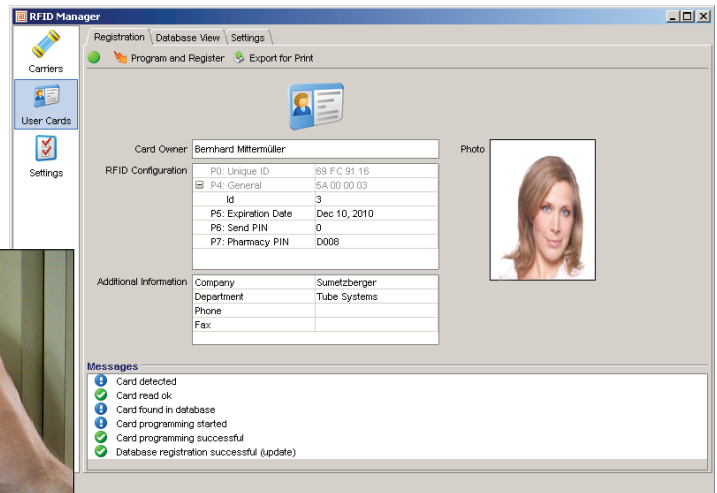 RFID Manager
Registration Database View Settings
Program and Register Export for Print
Carriers
User Cards
Settings
Card Owner Bernhard Mittermüller
Photo
RFID Configuration P0: Unique ID 69 FC 91 16
P4: General 5A 00 00 03
Id 3
P5: Expiration Date Dec 10, 2010
P6: Send PIN 0
P7: Pharmacy PIN D008
Additional Information Company Sumetzberger
Department Tube Systems
Phone
Fax
Messages
Card detected
Card read ok
Card found in database
Card programming started
Card programming successful
Database registration successful (update)